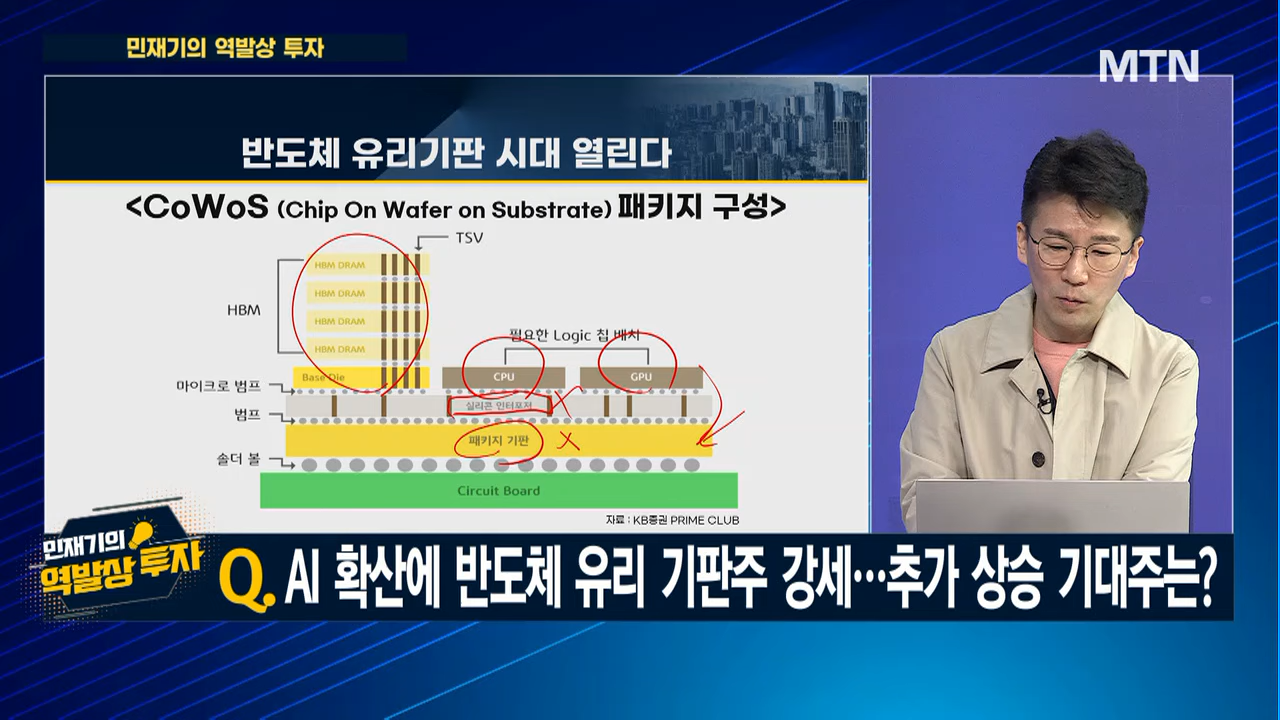 민재기의 역발상 투자
MTN
반도체 유리기판 시대 열린다
<CoWoS (Chip On Wafer on Substrate) 패키지 구성>
TSV
HBM DRAM
HBM DRAM
HBM
HBM DRAM
필요한 Logic 칩 배치
HBM DRAM
Base Die
CPU
GPU
마이크로 범프
실리콘 인터포저
범프
패키지 기판
솔더 볼
Circuit Board
자료 : KB증권 PRIME CLUB
민재기의
역발상 투자
Q. AI 확산에 반도체 유리 기판주 강세…추가 상승 기대주는?